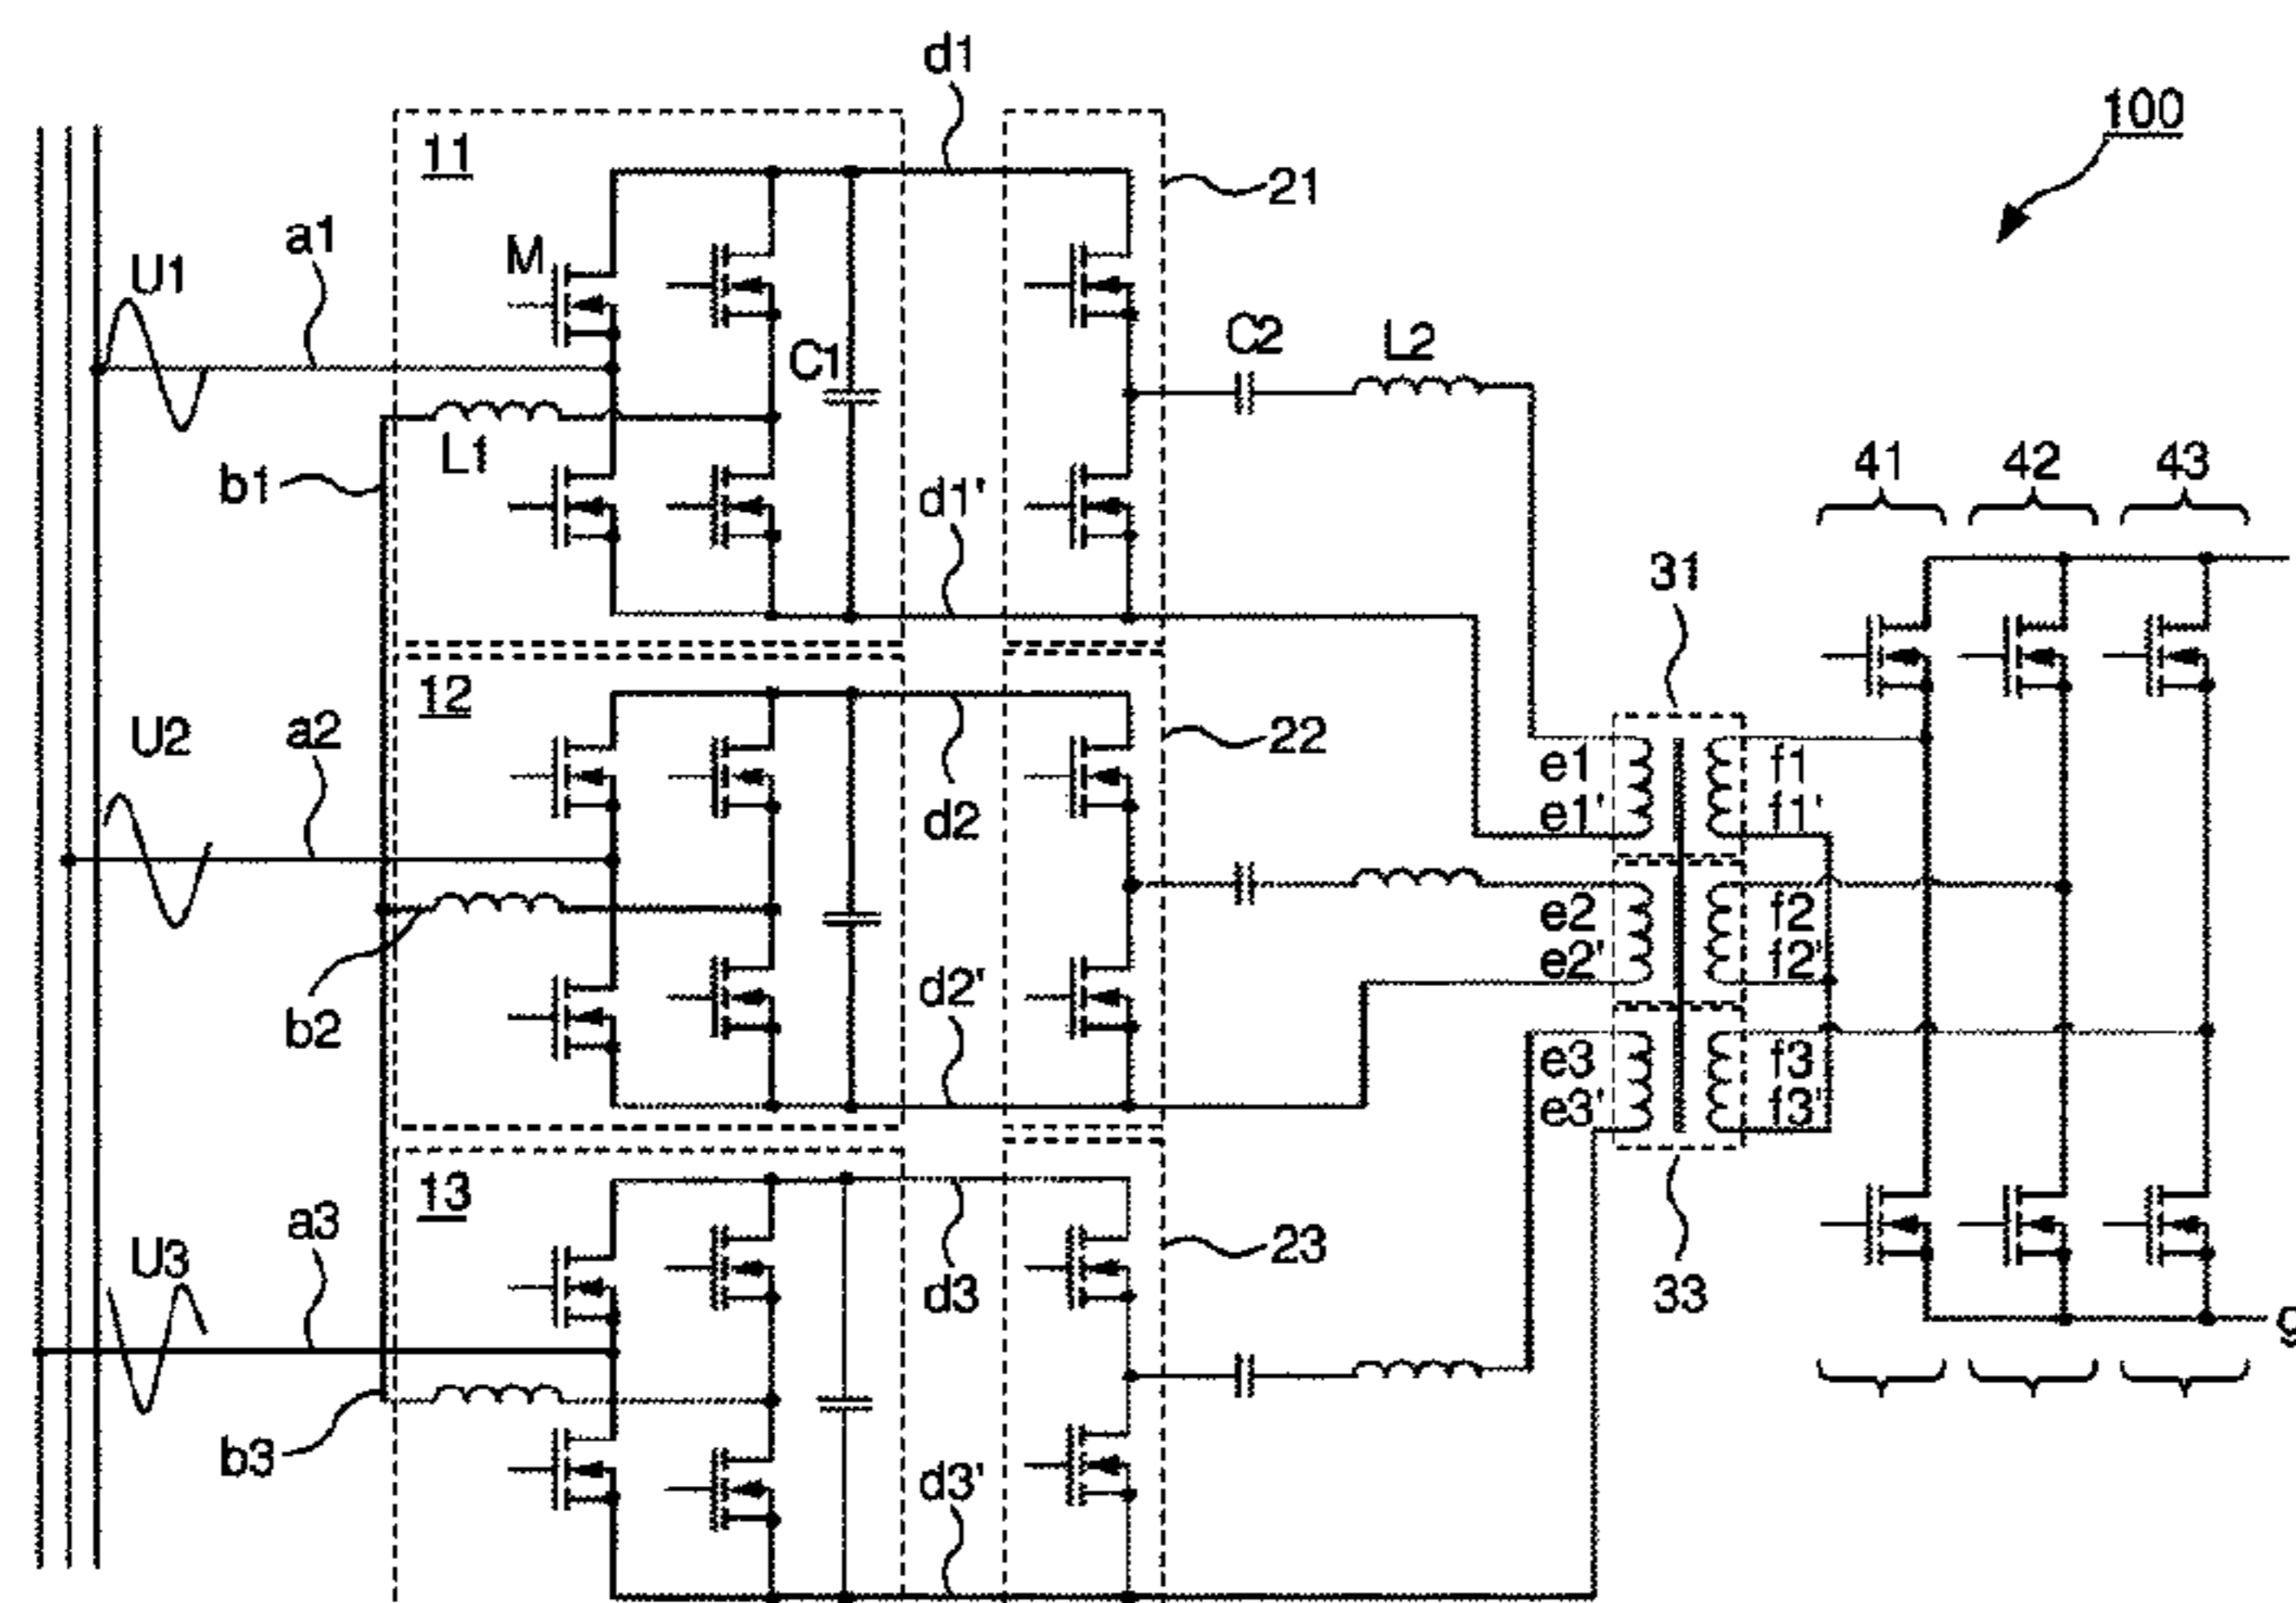 d1
100
11
21
a1
M
U1
C1
C2
L2
L1
b1
d1'
41
42
43
31
12
U2
a2
22
e1
f1
e1'
f1'
d2
e2
f2
e2'
f2'
d2'
b2
e3
f3
e3'
f3'
13
a3
U3
23
d3
33
g
b3
d3'